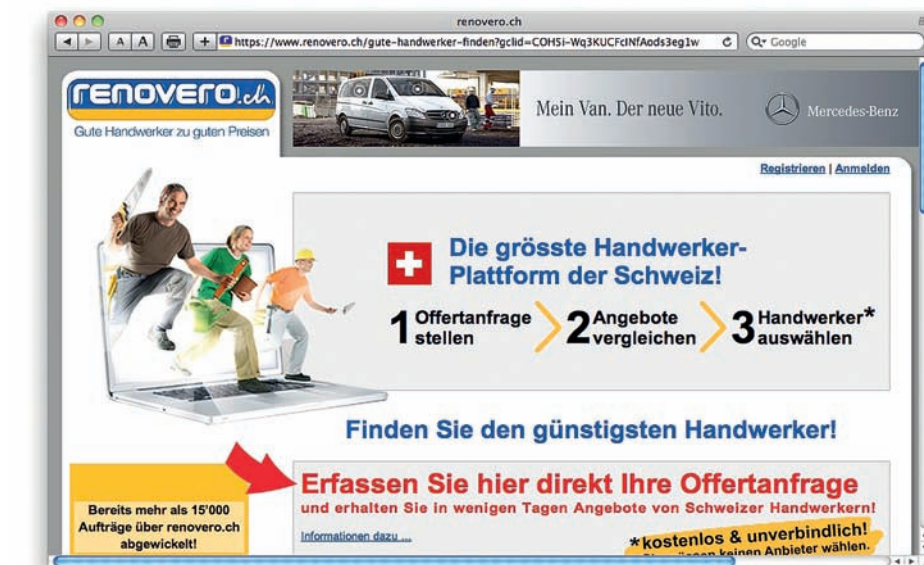 renovero.ch
A A
https://www.renovero.ch/gute-handwerker-finden?gclid=COH5i-Wq3KUCFcINfAods3eg1w
Google
renovero.ch
Gute Handwerker zu guten Preisen
Mein Van. Der neue Vito.
Mercedes-Benz
Registrieren | Anmelden
Die grösste Handwerker-
Plattform der Schweiz!
1 Offertanfrage stellen
2 Angebote vergleichen
3 Handwerker* auswählen
Finden Sie den günstigsten Handwerker!
Erfassen Sie hier direkt Ihre Offertanfrage
und erhalten Sie in wenigen Tagen Angebote von Schweizer Handwerkern!
Bereits mehr als 15'000
Aufträge über renovero.ch
abgewickelt!
Informationen dazu ...
*kostenlos & unverbindlich!
keinen Anbieter wählen.